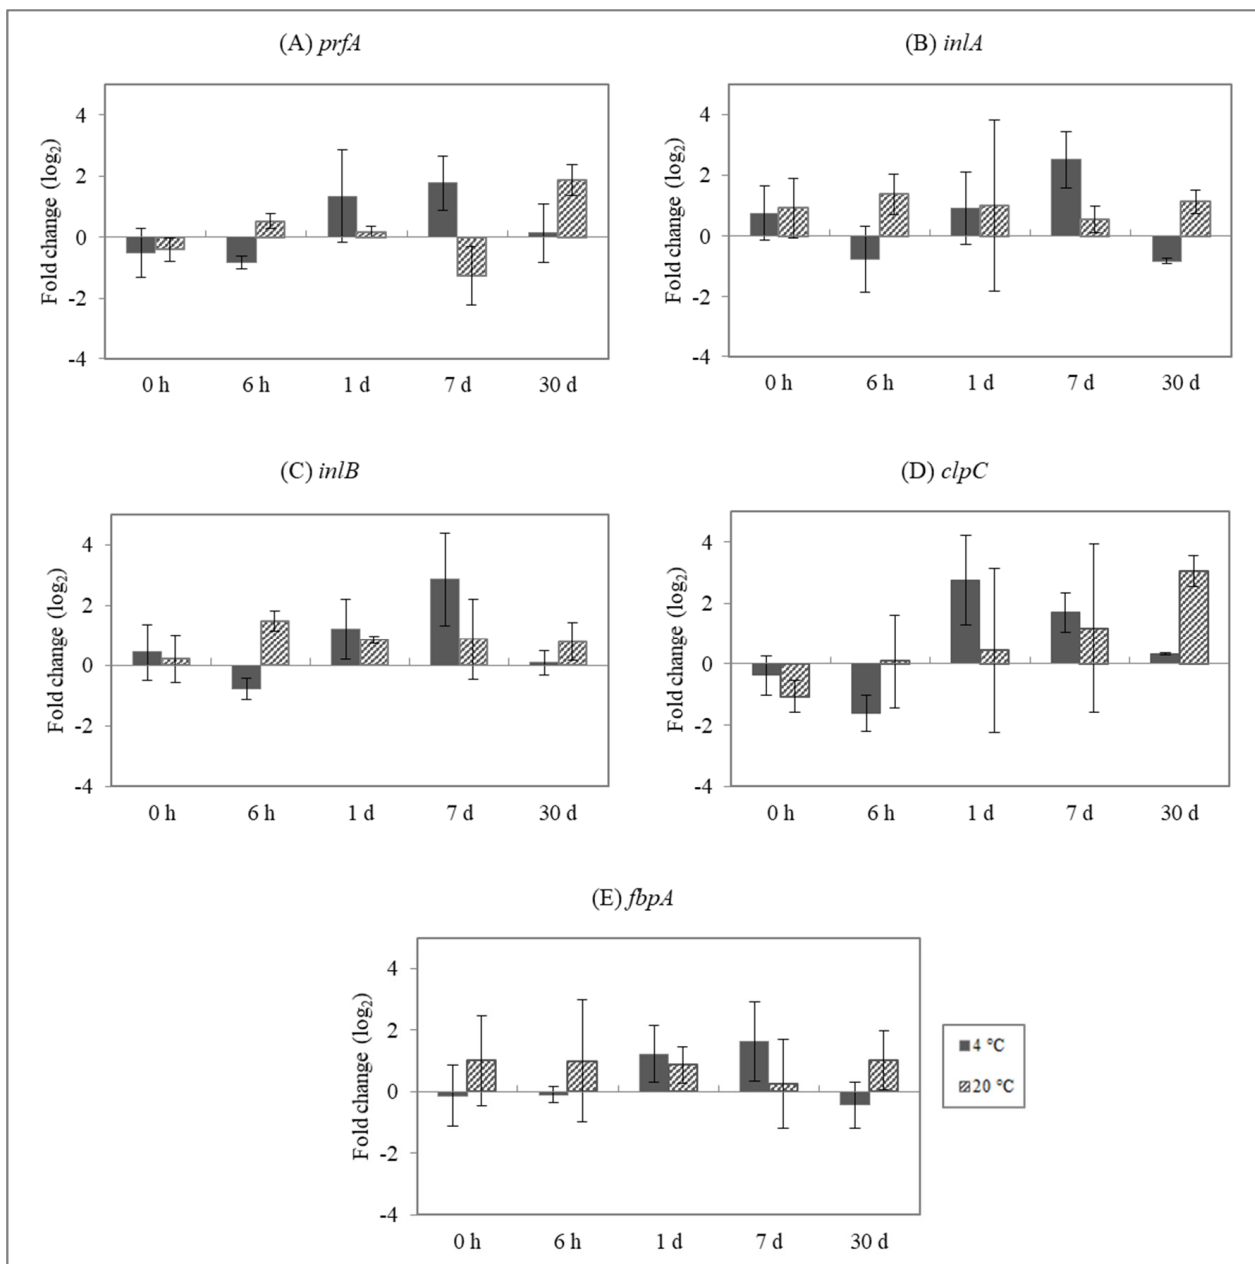 (A) prfA
Fold change (log2)
4
2
0
-2
-4
0 h 6 h 1 d 7 d 30 d
(B) inlA
Fold change (log2)
4
2
0
-2
-4
0 h 6 h 1 d 7 d 30 d
(C) inlB
Fold change (log2)
4
2
0
-2
-4
0 h 6 h 1 d 7 d 30 d
(D) clpC
Fold change (log2)
4
2
0
-2
-4
0 h 6 h 1 d 7 d 30 d
(E) fbpA
Fold change (log2)
4
2
0
-2
-4
0 h 6 h 1 d 7 d 30 d
4 °C
20 °C